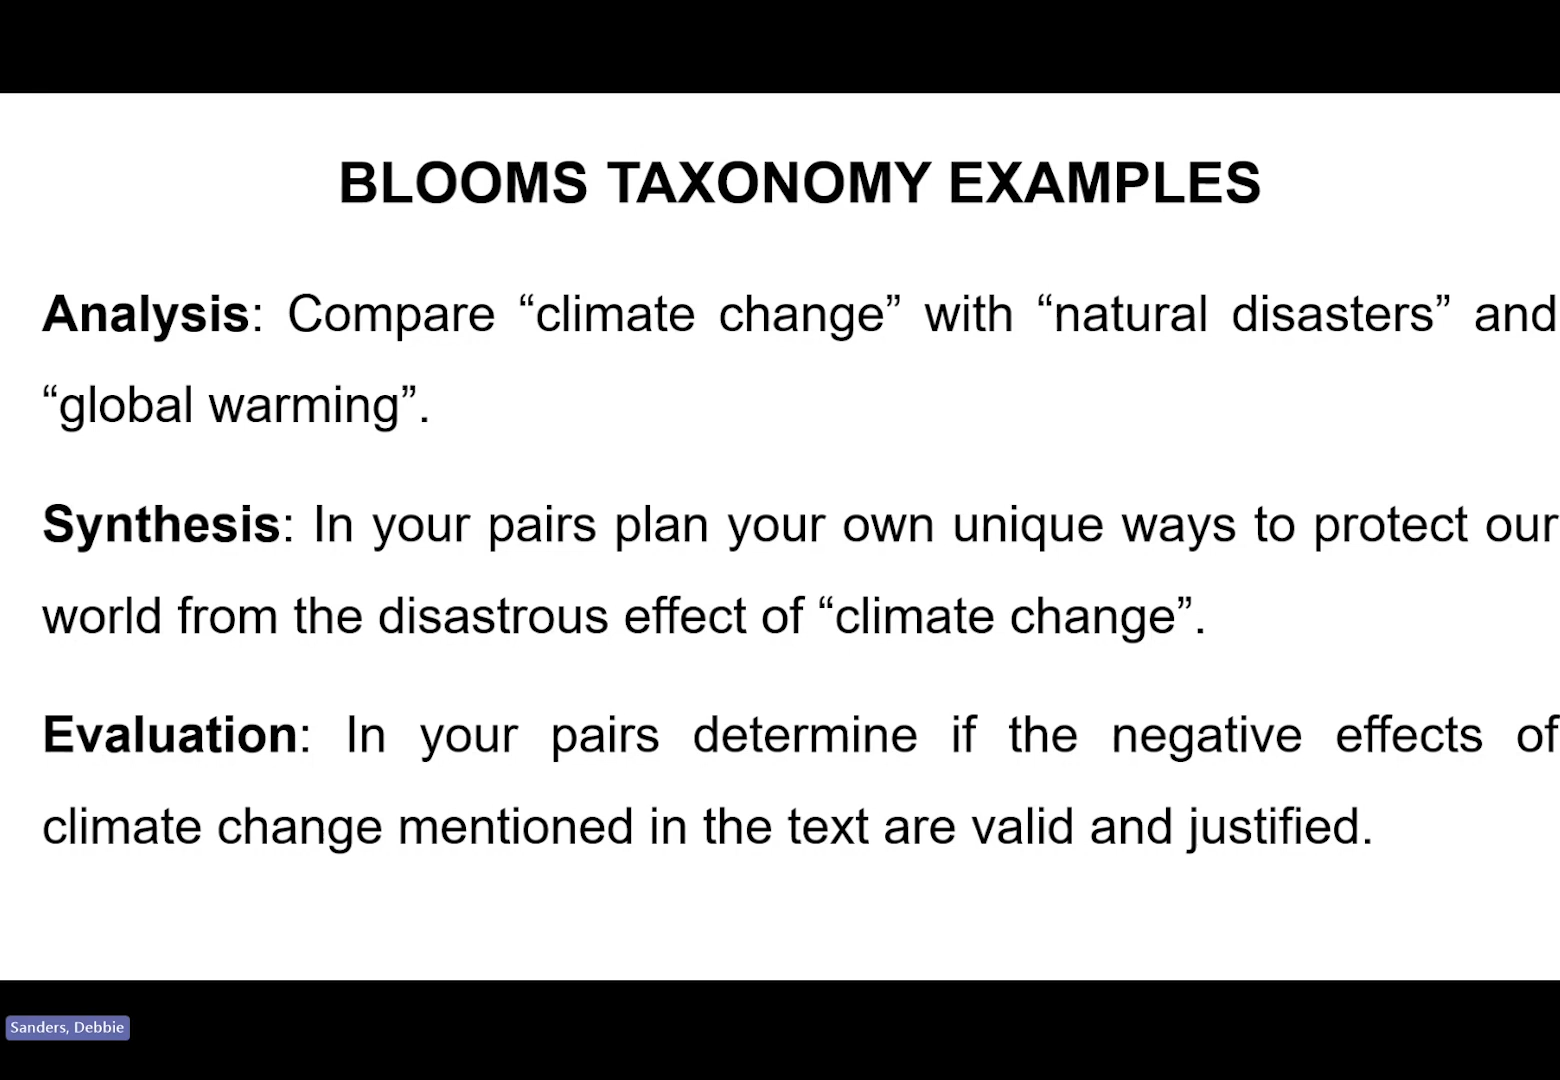 BLOOMS TAXONOMY EXAMPLES
Analysis: Compare “climate change” with “natural disasters” and
“global warming”.
Synthesis: In your pairs plan your own unique ways to protect our
world from the disastrous effect of “climate change”.
Evaluation: In your pairs determine if the negative effects of
climate change mentioned in the text are valid and justified.
Sanders, Debbie